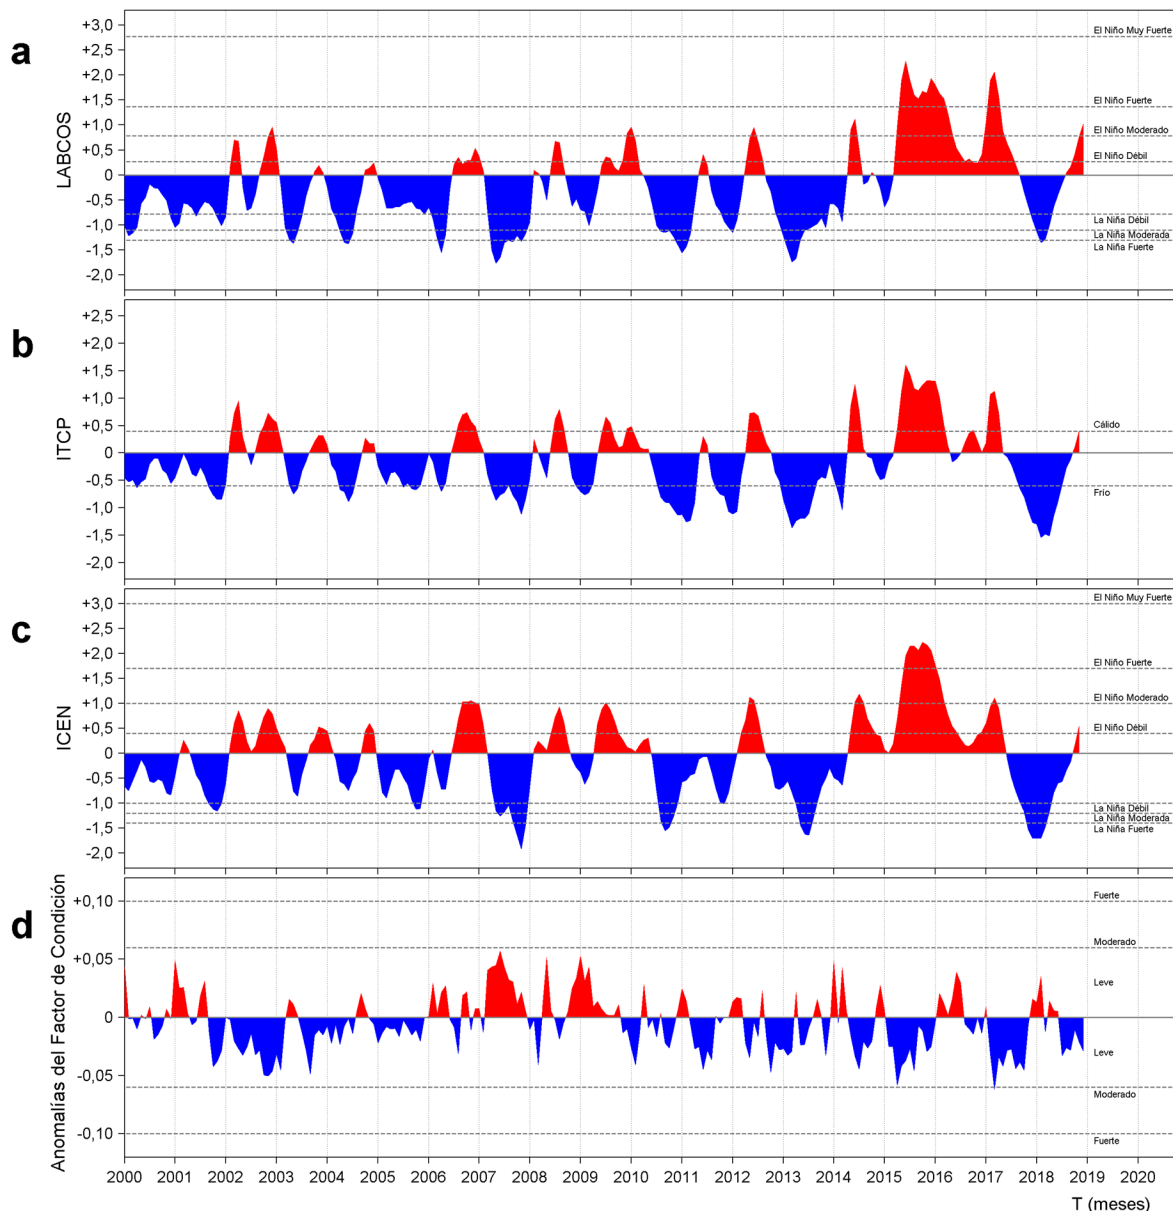 a
LABCOS
+3,0
+2,5
+2,0
+1,5
+1,0
+0,5
0
-0,5
-1,0
-1,5
-2,0
El Niño Muy Fuerte
El Niño Fuerte
El Niño Moderado
El Niño Débil
La Niña Débil
La Niña Moderada
La Niña Fuerte
b
ITCP
+2,5
+2,0
+1,5
+1,0
+0,5
0
-0,5
-1,0
-1,5
-2,0
Cálido
Frío
c
ICEN
+3,0
+2,5
+2,0
+1,5
+1,0
+0,5
0
-0,5
-1,0
-1,5
-2,0
El Niño Muy Fuerte
El Niño Fuerte
El Niño Moderado
El Niño Débil
La Niña Débil
La Niña Moderada
La Niña Fuerte
d
Anomalías del Factor de Condición
+0,10
+0,05
0
-0,05
-0,10
Fuerte
Moderado
Leve
Leve
Moderado
Fuerte
2000 2001 2002 2003 2004 2005 2006 2007 2008 2009 2010 2011 2012 2013 2014 2015 2016 2017 2018 2019 2020
T (meses)